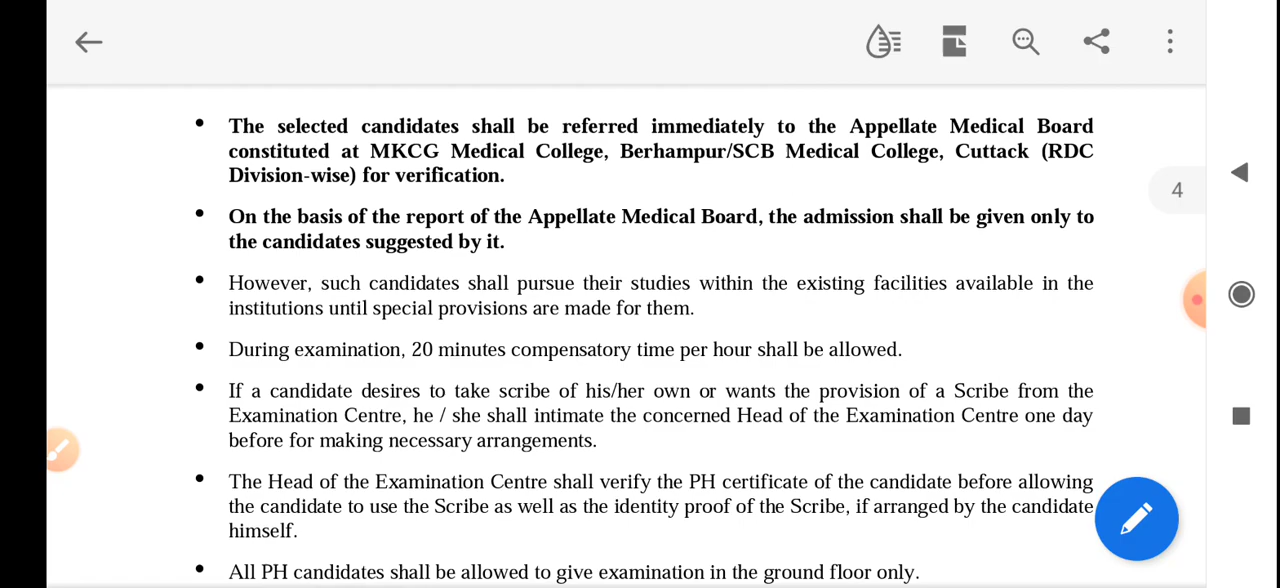 • The selected candidates shall be referred immediately to the Appellate Medical Board
constituted at MKCG Medical College, Berhampur/SCB Medical College, Cuttack (RDC
Division-wise) for verification.
4
• On the basis of the report of the Appellate Medical Board, the admission shall be given only to
the candidates suggested by it.
• However, such candidates shall pursue their studies within the existing facilities available in the
institutions until special provisions are made for them.
• During examination, 20 minutes compensatory time per hour shall be allowed.
• If a candidate desires to take scribe of his/her own or wants the provision of a Scribe from the
Examination Centre, he / she shall intimate the concerned Head of the Examination Centre one day
before for making necessary arrangements.
• The Head of the Examination Centre shall verify the PH certificate of the candidate before allowing
the candidate to use the Scribe as well as the identity proof of the Scribe, if arranged by the candidate
himself.
• All PH candidates shall be allowed to give examination in the ground floor only.